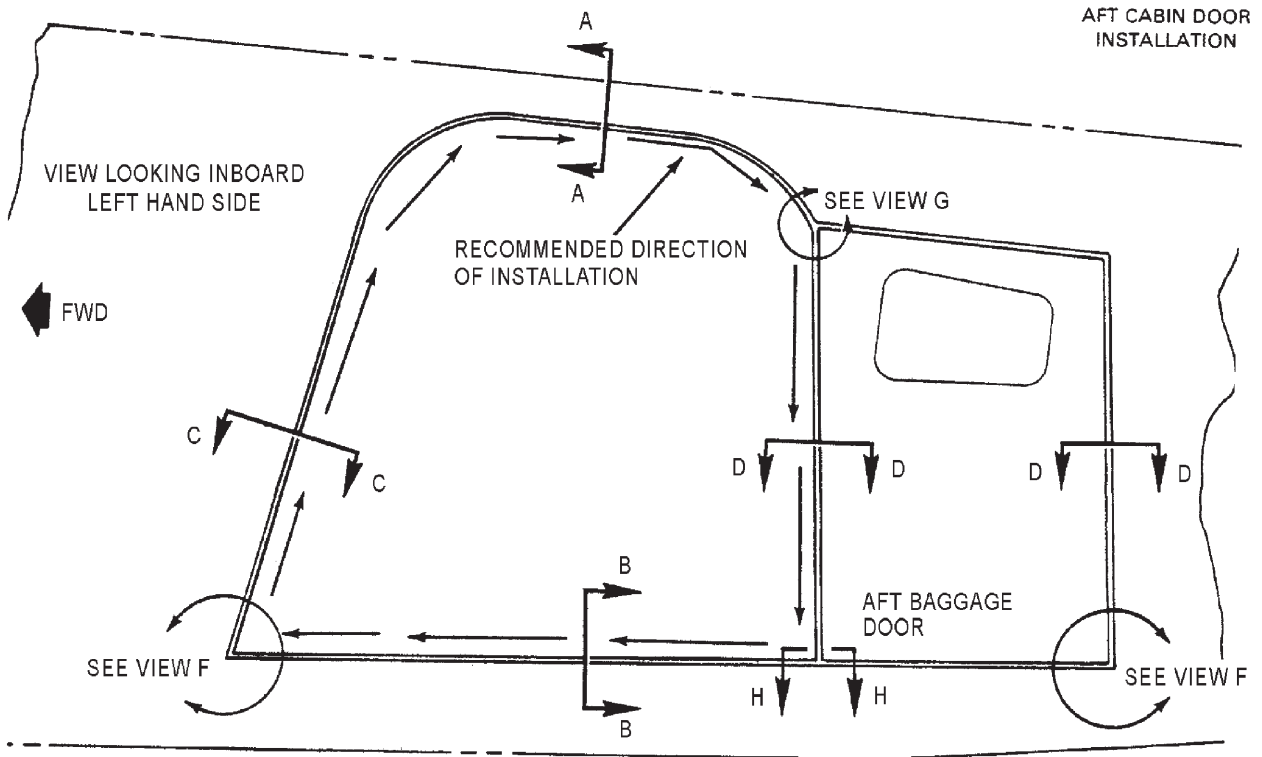 AFT CABIN DOOR
INSTALLATION
A
VIEW LOOKING INBOARD
LEFT HAND SIDE
A
SEE VIEW G
RECOMMENDED DIRECTION
OF INSTALLATION
FWD
C
C
D
D
D
D
B
AFT BAGGAGE
DOOR
SEE VIEW F
SEE VIEW F
H
H
B